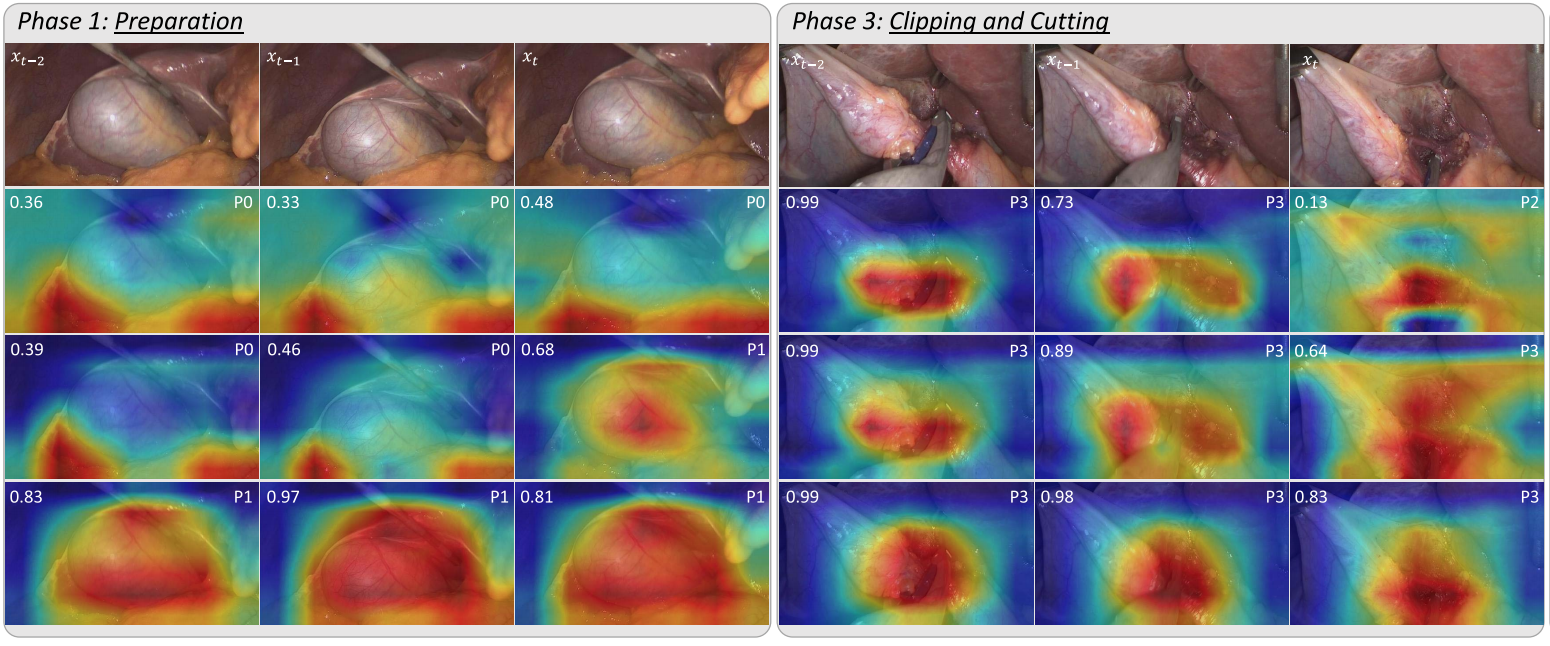 Phase 1: Preparation
Phase 3: Clipping and Cutting
x_{t-2} x_{t-1} x_t x_{t-2} x_{t-1} x_t
0.36 P0 0.33 P0 0.48 P0 0.99 P3 0.73 P3 0.13 P2
0.39 P0 0.46 P0 0.68 P1 0.99 P3 0.89 P3 0.64 P3
0.83 P1 0.97 P1 0.81 P1 0.99 P3 0.98 P3 0.83 P3